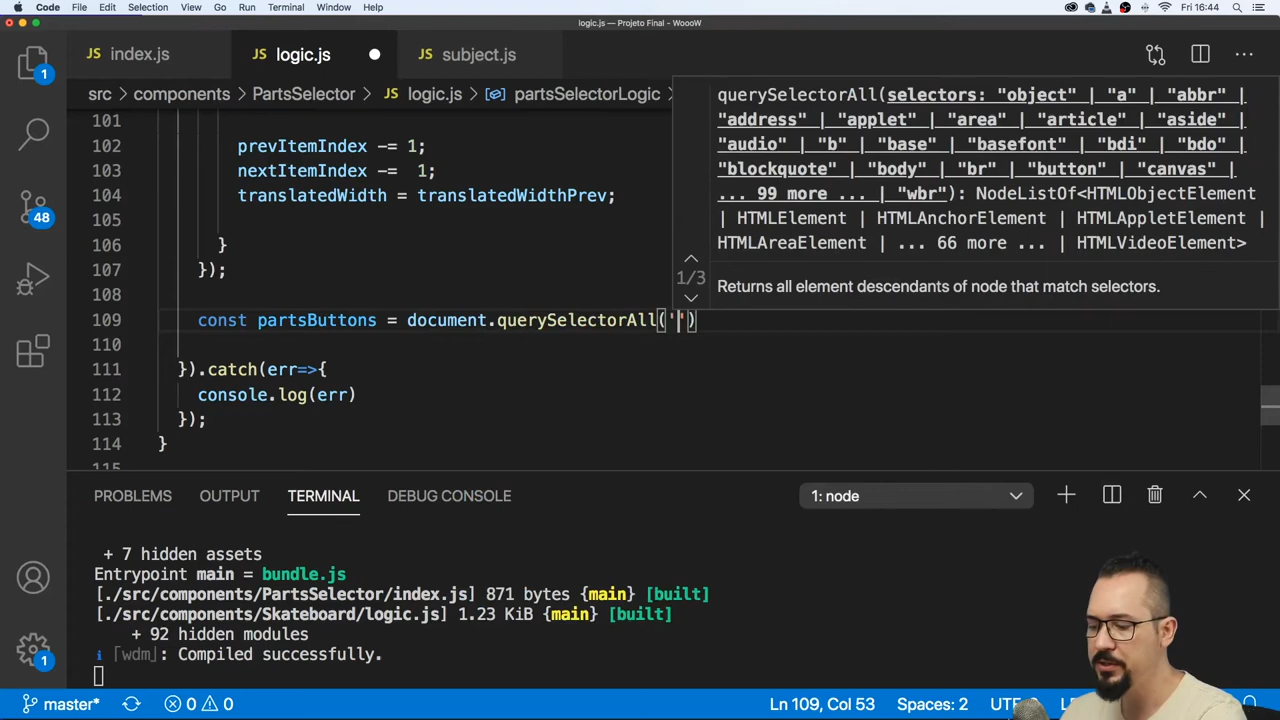 Code File Edit Selection View Go Run Terminal Window Help Fri 16:44
logic.js — Projeto Final - WoooW
JS index.js JS logic.js JS subject.js
1
src > components > PartsSelector > JS logic.js > partsSelectorLogic
querySelectorAll(selectors: "object" | "a" | "abbr" |
"address" | "applet" | "area" | "article" | "aside" |
"audio" | "b" | "base" | "basefont" | "bdi" | "bdo" |
"blockquote" | "body" | "br" | "button" | "canvas" |
... 99 more ... | "wbr"): NodeListOf<HTMLObjectElement
| HTMLElement | HTMLAnchorElement | HTMLAppletElement |
HTMLAreaElement | ... 66 more ... | HTMLVideoElement>
1/3
Returns all element descendants of node that match selectors.
101
102 prevItemIndex -= 1;
103 nextItemIndex -= 1;
104 translatedWidth = translatedWidthPrev;
105
106 }
107 });
108
109 const partsButtons = document.querySelectorAll('')
110
111 }).catch(err=>{
112 console.log(err)
113 });
114 }
115
48
PROBLEMS OUTPUT TERMINAL DEBUG CONSOLE 1: node
+ 7 hidden assets
Entrypoint main = bundle.js
[./src/components/PartsSelector/index.js] 871 bytes {main} [built]
[./src/components/Skateboard/logic.js] 1.23 KiB {main} [built]
+ 92 hidden modules
i ｢wdm｣: Compiled successfully.
1
master* 0 0 Ln 109, Col 53 Spaces: 2